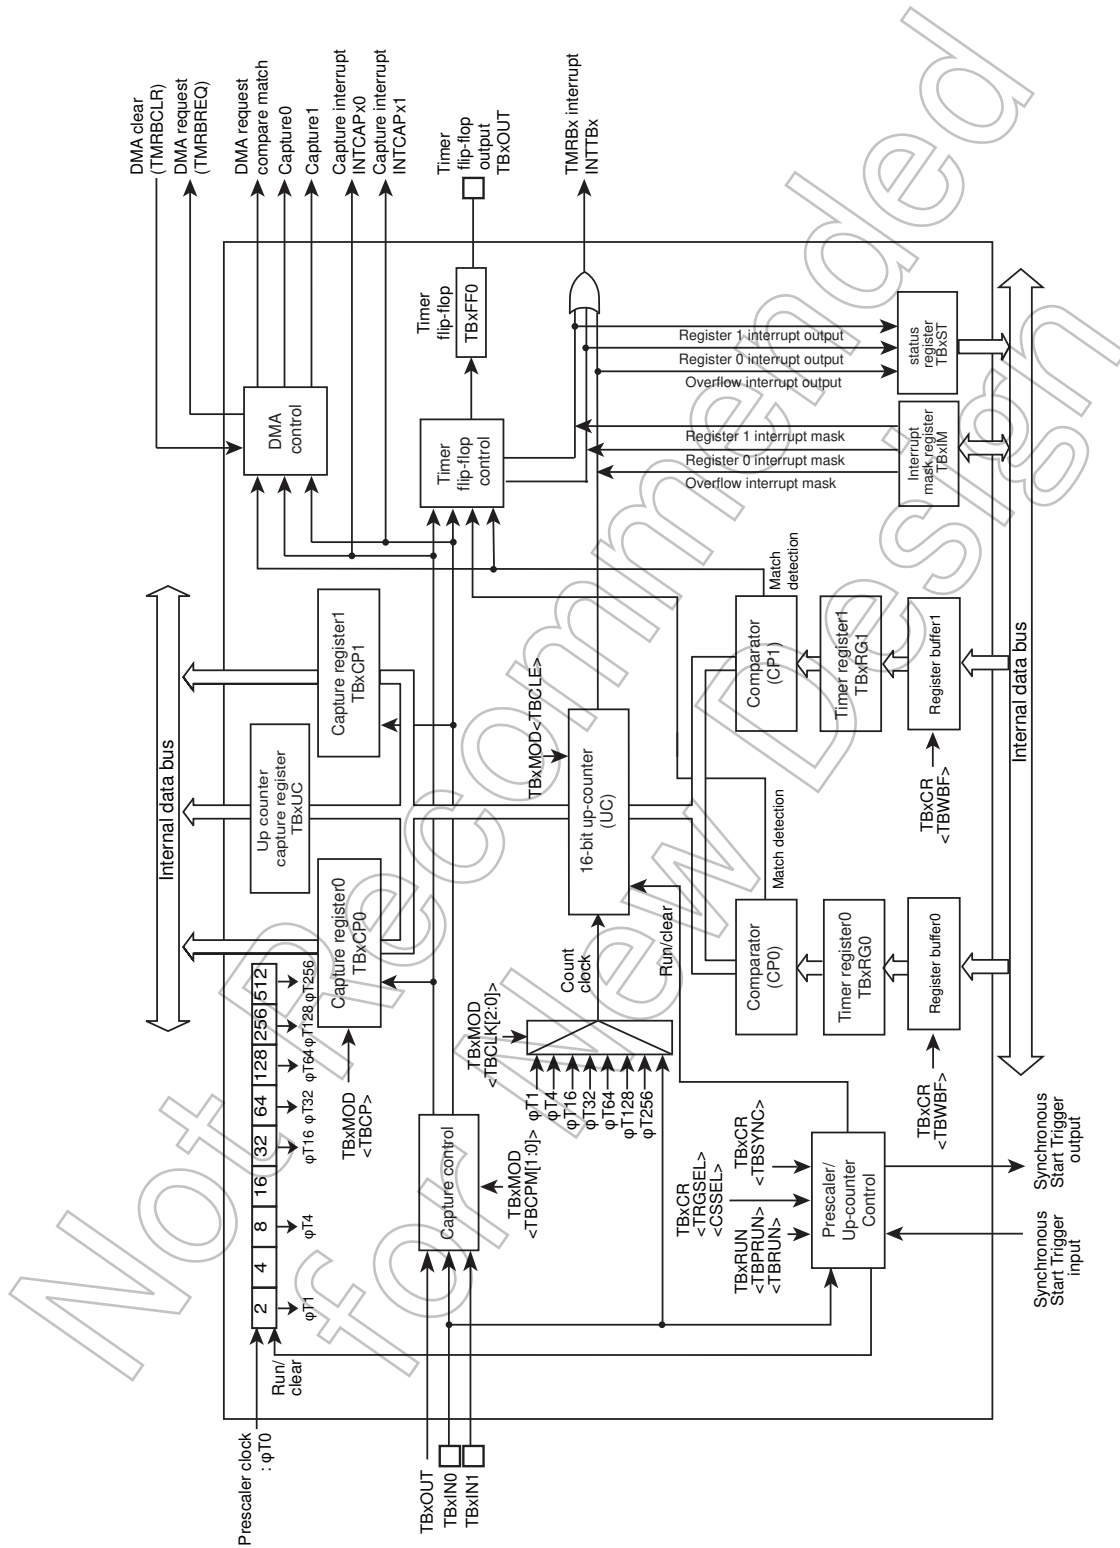 DMA clear
(TMRBCLR)
DMA request
(TMRBREQ)
DMA request
compare match
Capture0
Capture1
Capture interrupt
INTCAPx0
Capture interrupt
INTCAPx1
Timer
flip-flop
output
TBxOUT
TMRBx interrupt
INTTBx
DMA
control
Timer
flip-flop
TBxFF0
Timer
flip-flop
control
Register 1 interrupt output
Register 0 interrupt output
Overflow interrupt output
status
register
TBxST
Register 1 interrupt mask
Register 0 interrupt mask
Overflow interrupt mask
Interrupt
mask register
TBxIM
Internal data bus
Capture register1
TBxCP1
Up counter
capture register
TBxUC
Capture register0
TBxCP0
TBxMOD<TBCLE>
16-bit up-counter
(UC)
Match
detection
Comparator
(CP1)
Timer register1
TBxRG1
Register buffer1
TBxCR
<TBWBF>
Internal data bus
Match detection
Comparator
(CP0)
Timer register0
TBxRG0
Register buffer0
TBxCR
<TBWBF>
Count
clock
Run/clear
TBxMOD
<TBCLK[2:0]>
φT1
φT4
φT16
φT32
φT64
φT128
φT256
TBxMOD
<TBCP>
Capture control
TBxMOD
<TBCPM[1:0]>
2 4 8 16 32 64 128 256 512
φT1 φT4 φT16 φT32 φT64 φT128 φT256
Run/
clear
Prescaler clock
: φT0
TBxOUT
TBxIN0
TBxIN1
TBxCR
<TBSYNC>
TBxCR
<TRGSEL>
<CSSEL>
TBxRUN
<TBPRUN>
<TBRUN>
Prescaler/
Up-counter
Control
Synchronous
Start Trigger
output
Synchronous
Start Trigger
input
Not Recommended
for New Design